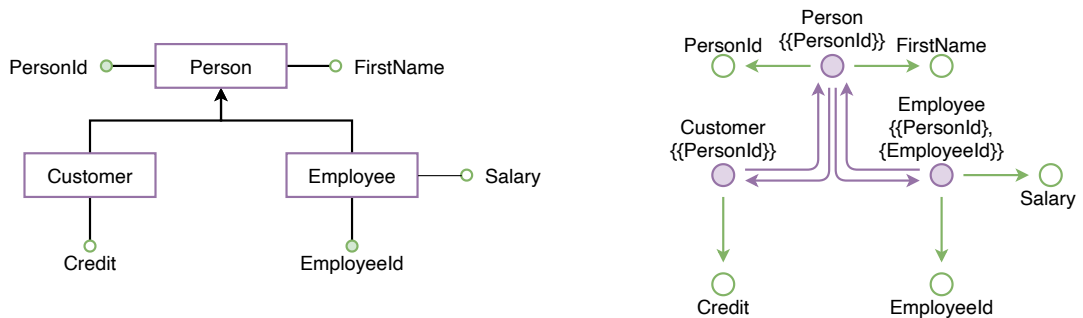 PersonId
Person
FirstName
Customer
Employee
Salary
Credit
EmployeeId
Person
{{PersonId}}
PersonId
FirstName
Customer
{{PersonId}}
Employee
{{PersonId},
{EmployeeId}}
Salary
Credit
EmployeeId